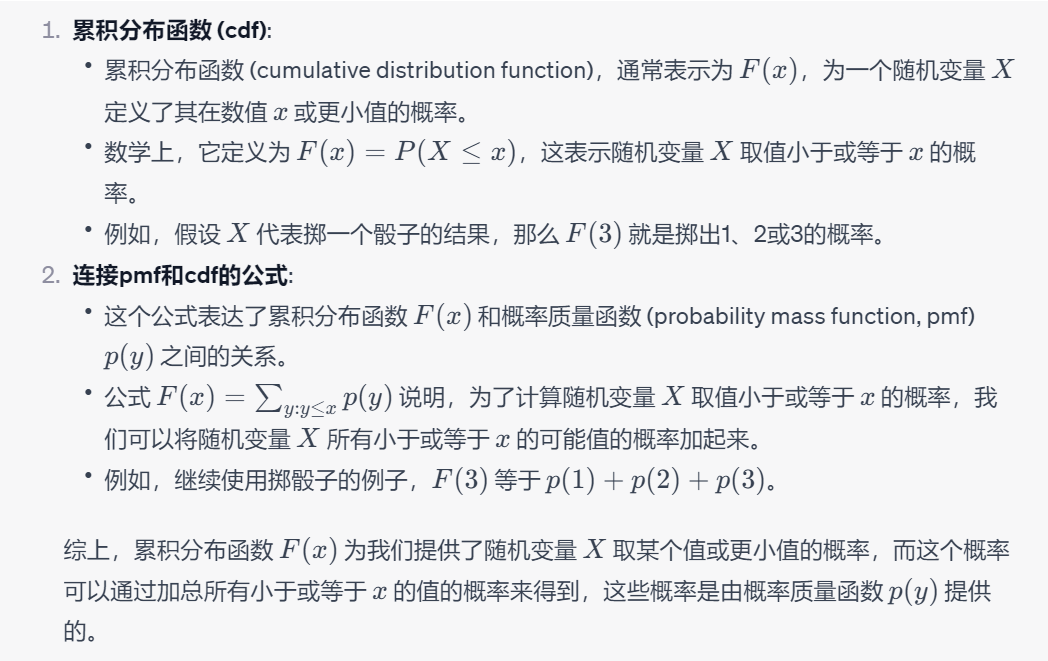 1. 累积分布函数 (cdf):
• 累积分布函数 (cumulative distribution function)，通常表示为 F(x)，为一个随机变量 X
定义了其在数值 x 或更小值的概率。
• 数学上，它定义为 F(x) = P(X ≤ x)，这表示随机变量 X 取值小于或等于 x 的概
率。
• 例如，假设 X 代表掷一个骰子的结果，那么 F(3) 就是掷出1、2或3的概率。
2. 连接pmf和cdf的公式:
• 这个公式表达了累积分布函数 F(x) 和概率质量函数 (probability mass function, pmf)
p(y) 之间的关系。
• 公式 F(x) = ∑y:y≤x p(y) 说明，为了计算随机变量 X 取值小于或等于 x 的概率，我
们可以将随机变量 X 所有小于或等于 x 的可能值的概率加起来。
• 例如，继续使用掷骰子的例子，F(3) 等于 p(1) + p(2) + p(3)。
综上，累积分布函数 F(x) 为我们提供了随机变量 X 取某个值或更小值的概率，而这个概率
可以通过加总所有小于或等于 x 的值的概率来得到，这些概率是由概率质量函数 p(y) 提供
的。